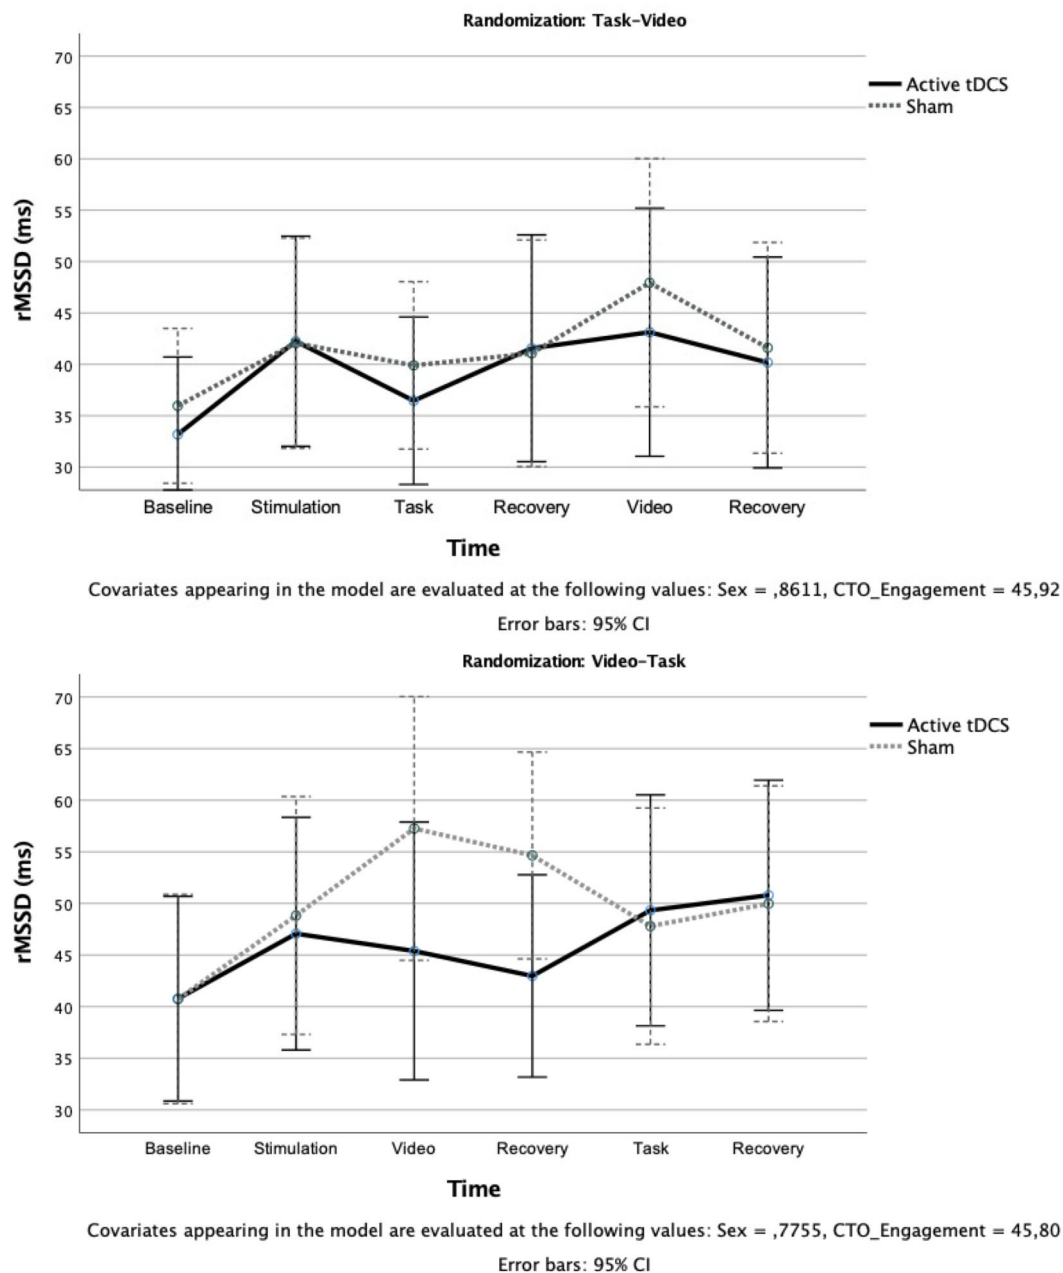 Randomization: Task-Video
70
65
60
55
50
45
40
35
30
rMSSD (ms)
Active tDCS
Sham
Baseline Stimulation Task Recovery Video Recovery
Time
Covariates appearing in the model are evaluated at the following values: Sex = ,8611, CTO_Engagement = 45,92
Error bars: 95% CI
Randomization: Video-Task
70
65
60
55
50
45
40
35
30
rMSSD (ms)
Active tDCS
Sham
Baseline Stimulation Video Recovery Task Recovery
Time
Covariates appearing in the model are evaluated at the following values: Sex = ,7755, CTO_Engagement = 45,80
Error bars: 95% CI